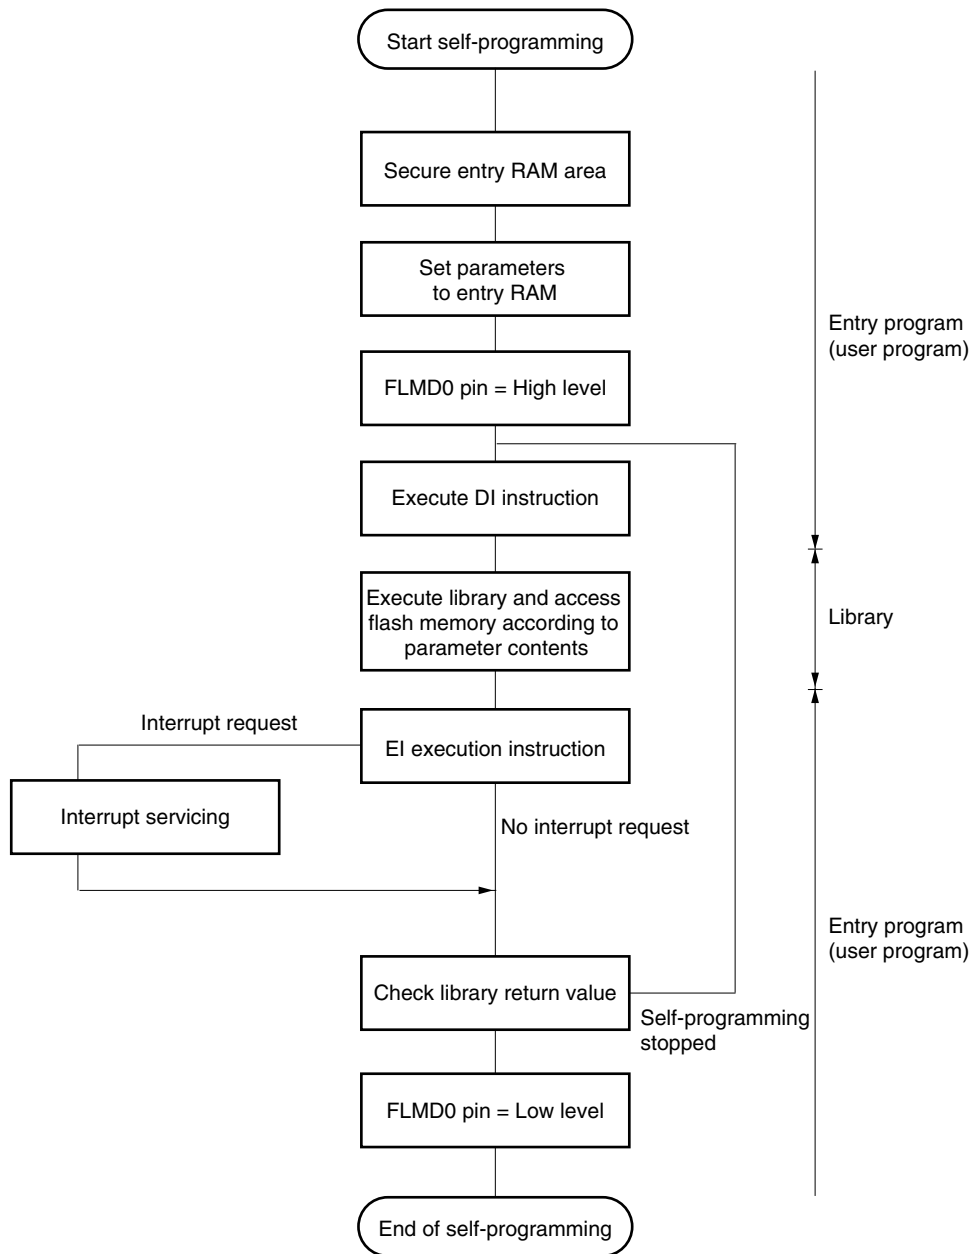 Start self-programming
Secure entry RAM area
Set parameters
to entry RAM
Entry program
(user program)
FLMD0 pin = High level
Execute DI instruction
Execute library and access
flash memory according to
parameter contents
Library
Interrupt request
EI execution instruction
Interrupt servicing
No interrupt request
Entry program
(user program)
Check library return value
Self-programming
stopped
FLMD0 pin = Low level
End of self-programming